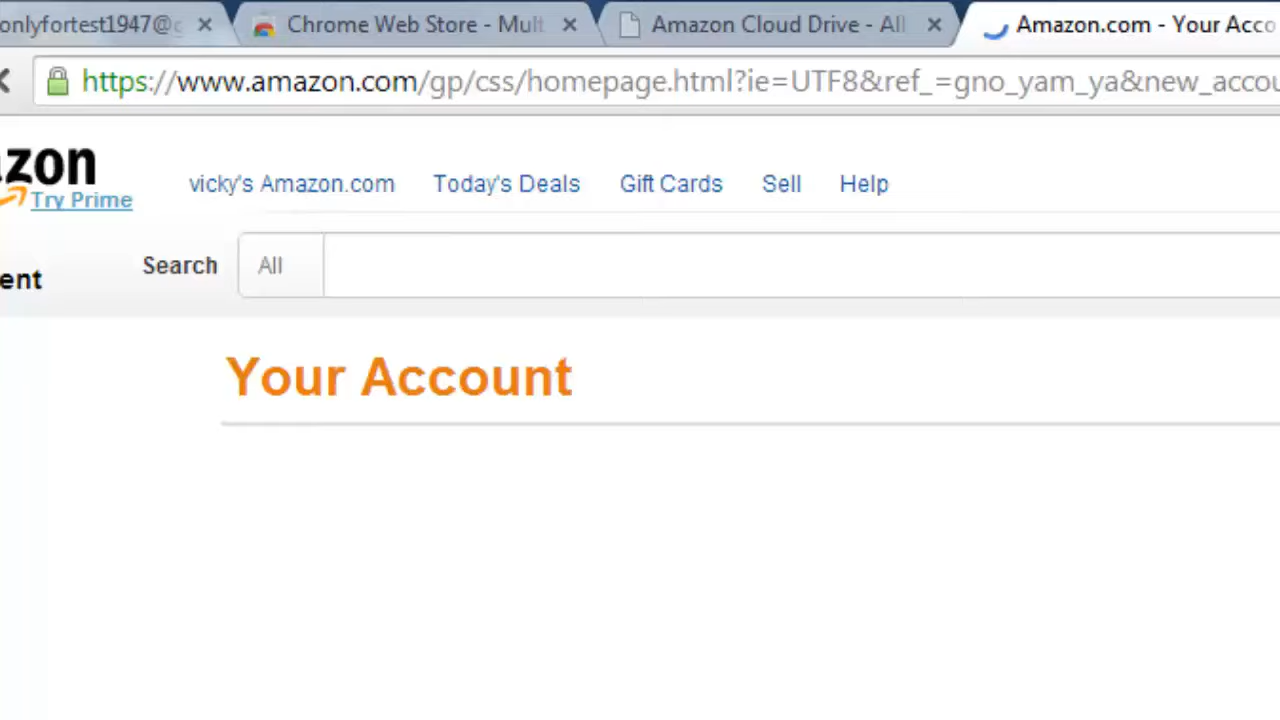 onlyfortest1947@g Chrome Web Store - Mult Amazon Cloud Drive - All Amazon.com - Your Acco
https://www.amazon.com/gp/css/homepage.html?ie=UTF8&ref_=gno_yam_ya&new_accou
azon
Try Prime
vicky's Amazon.com Today's Deals Gift Cards Sell Help
ent Search All
Your Account